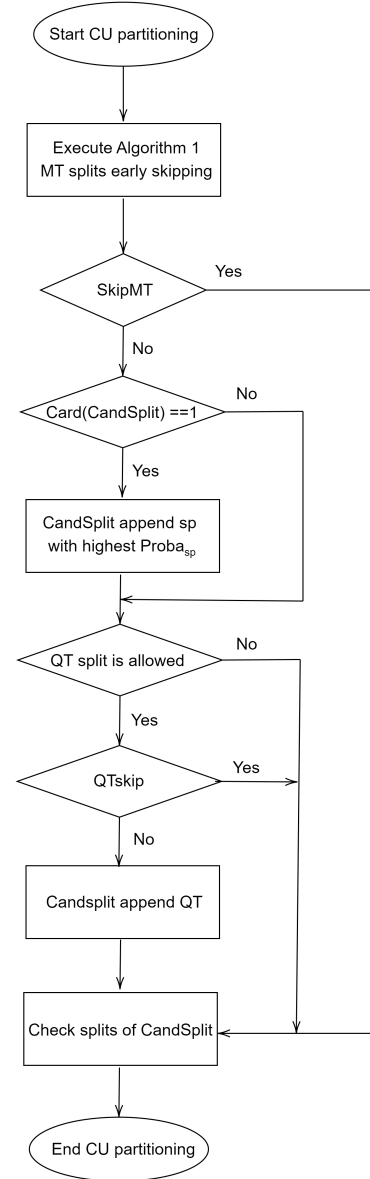 Start CU partitioning
Execute Algorithm 1
MT splits early skipping
SkipMT
Yes
No
Card(CandSplit) ==1
No
Yes
CandSplit append sp
with highest Proba_sp
QT split is allowed
No
Yes
QTskip
Yes
No
Candsplit append QT
Check splits of CandSplit
End CU partitioning